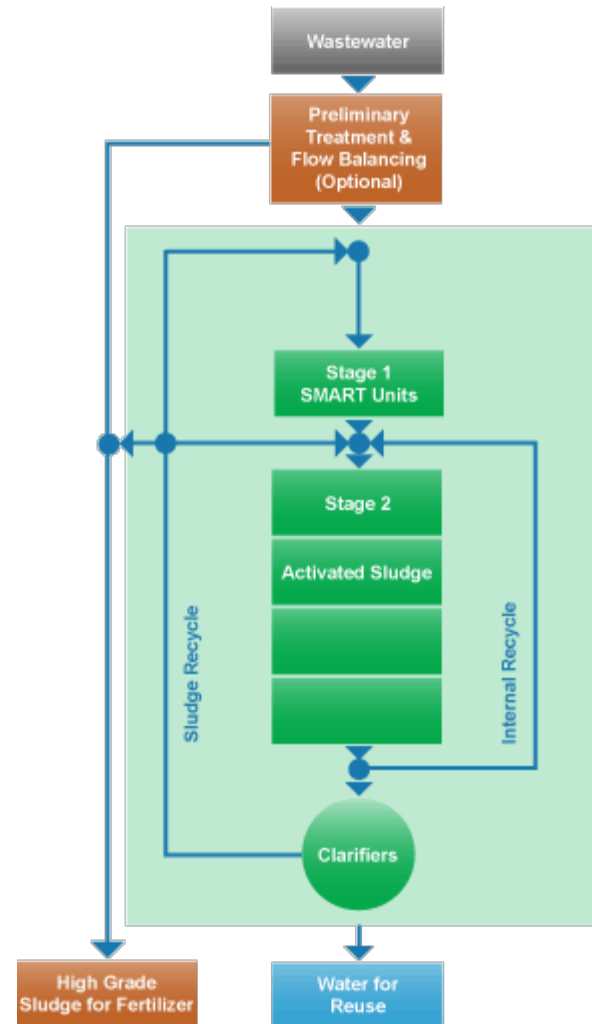 Wastewater
Preliminary
Treatment &
Flow Balancing
(Optional)
Stage 1
SMART Units
Stage 2
Activated Sludge
Sludge Recycle
Internal Recycle
Clarifiers
High Grade
Sludge for Fertilizer
Water for
Reuse